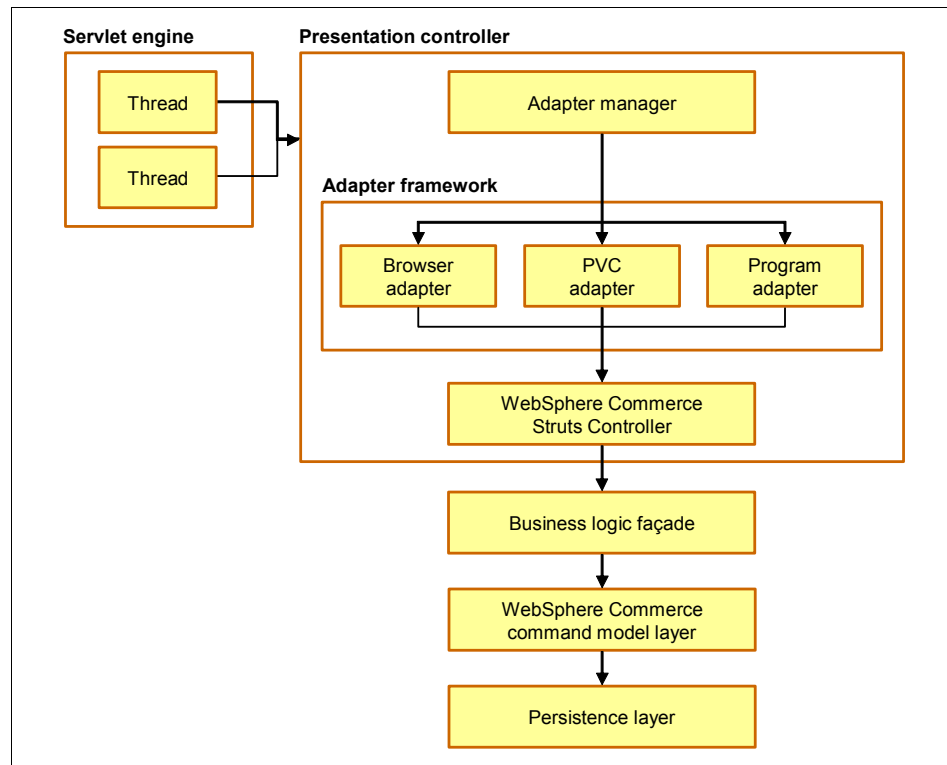 Servlet engine
Presentation controller
Thread
Thread
Adapter manager
Adapter framework
Browser
adapter
PVC
adapter
Program
adapter
WebSphere Commerce
Struts Controller
Business logic façade
WebSphere Commerce
command model layer
Persistence layer